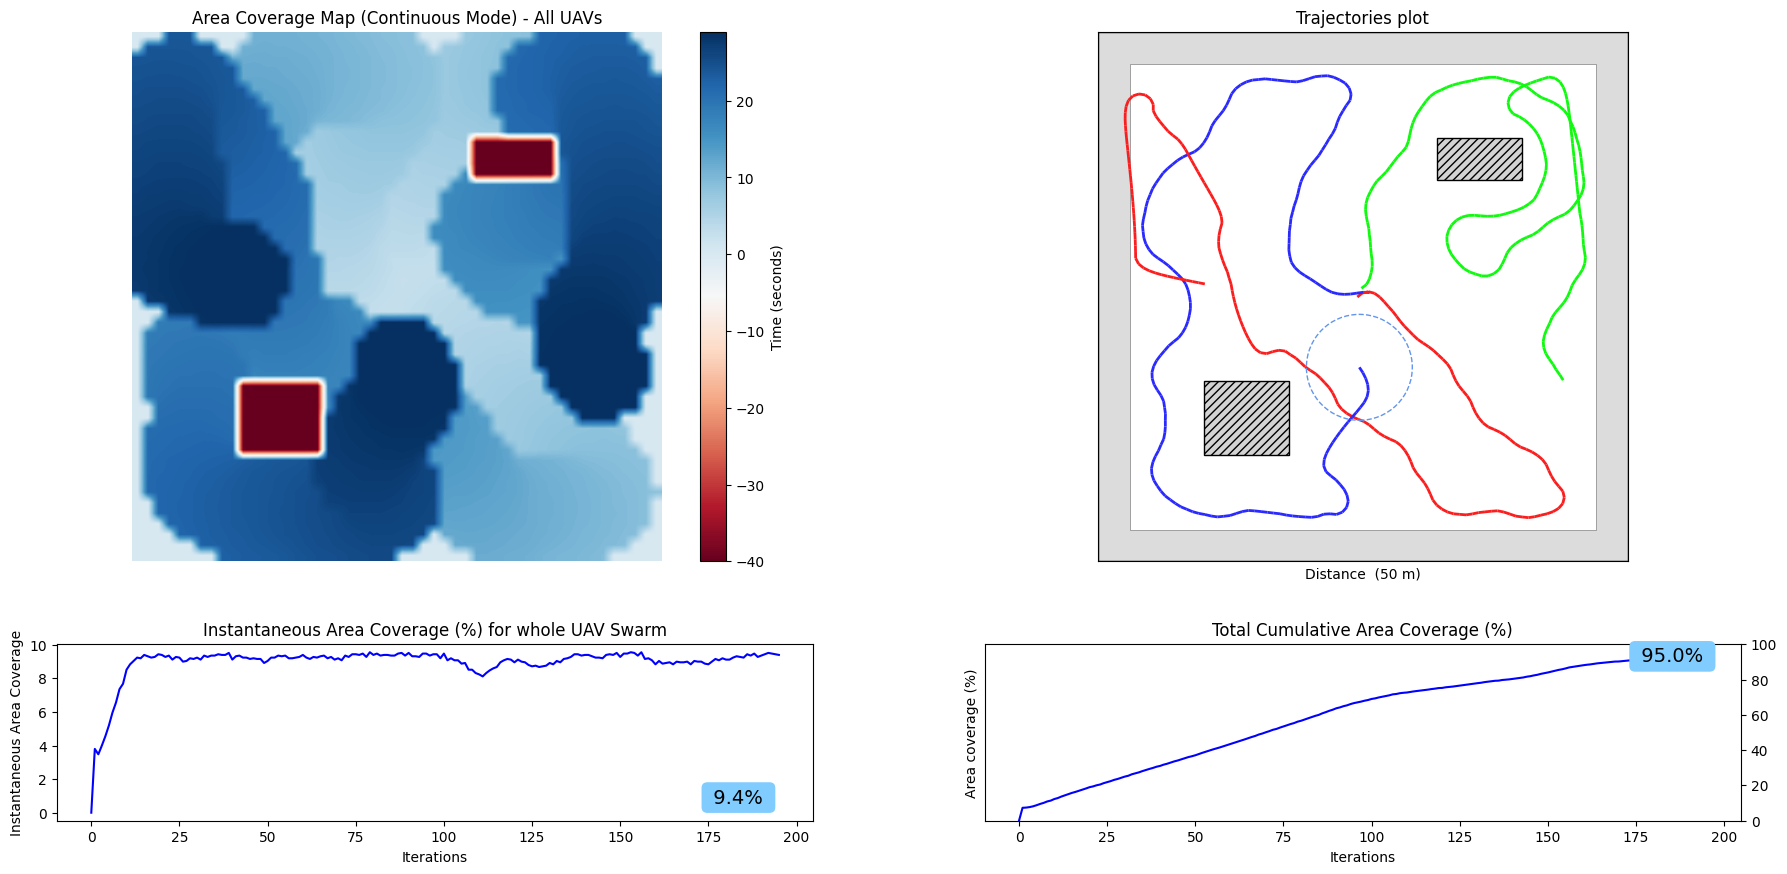 Area Coverage Map (Continuous Mode) - All UAVs
20
10
0
−10
−20
−30
−40
Time (seconds)
Trajectories plot
Distance  (50 m)
Instantaneous Area Coverage (%) for whole UAV Swarm
Instantaneous Area Coverage
10
8
6
4
2
0
9.4%
0 25 50 75 100 125 150 175 200
Iterations
Total Cumulative Area Coverage (%)
Area coverage (%)
95.0%
100
80
60
40
20
0
0 25 50 75 100 125 150 175 200
Iterations